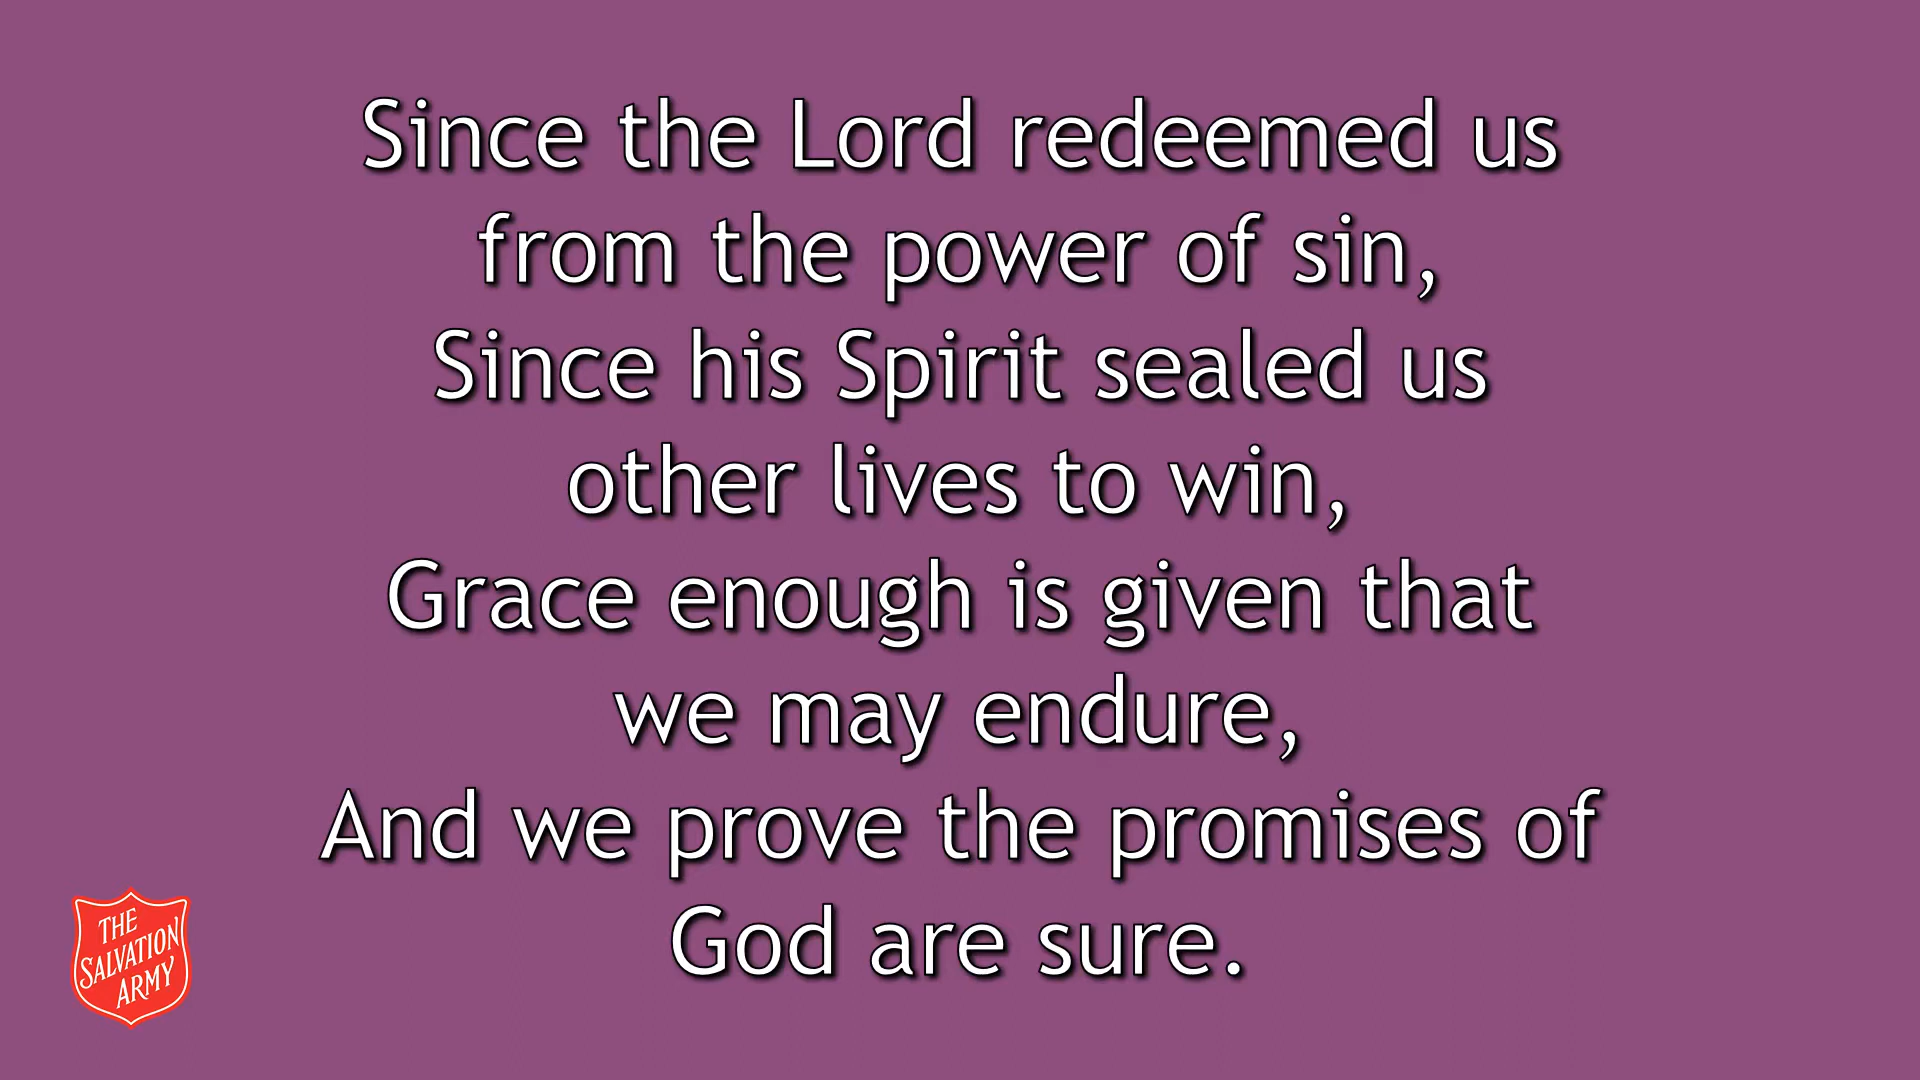 Since the Lord redeemed us
from the power of sin,
Since his Spirit sealed us
other lives to win,
Grace enough is given that
we may endure,
And we prove the promises of
God are sure.
THE
SALVATION
ARMY